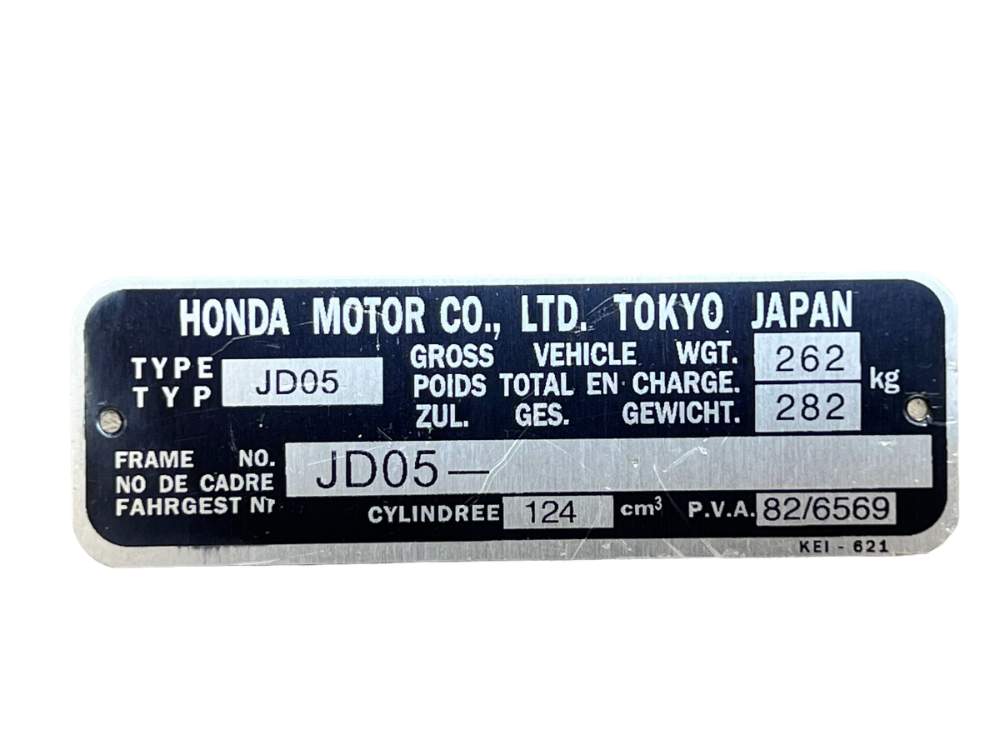 HONDA MOTOR CO., LTD. TOKYO JAPAN
TYPE
TYP
JD05
GROSS VEHICLE WGT.
POIDS TOTAL EN CHARGE.
ZUL. GES. GEWICHT.
262
282
kg
FRAME NO.
NO DE CADRE
FAHRGEST Nr
JD05—
CYLINDREE 124 cm³ P.V.A. 82/6569
KEI - 621